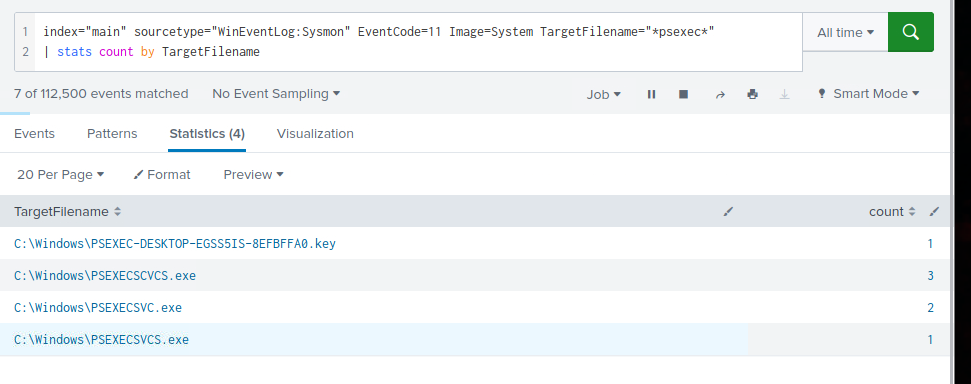 1 index="main" sourcetype="WinEventLog:Sysmon" EventCode=11 Image=System TargetFilename="*psexec*"
2 | stats count by TargetFilename
All time
7 of 112,500 events matched No Event Sampling Job Smart Mode
Events Patterns Statistics (4) Visualization
20 Per Page Format Preview
TargetFilename count
C:\Windows\PSEXEC-DESKTOP-EGSS5IS-8EFBFFA0.key 1
C:\Windows\PSEXECSCVCS.exe 3
C:\Windows\PSEXECSVC.exe 2
C:\Windows\PSEXECSVCS.exe 1